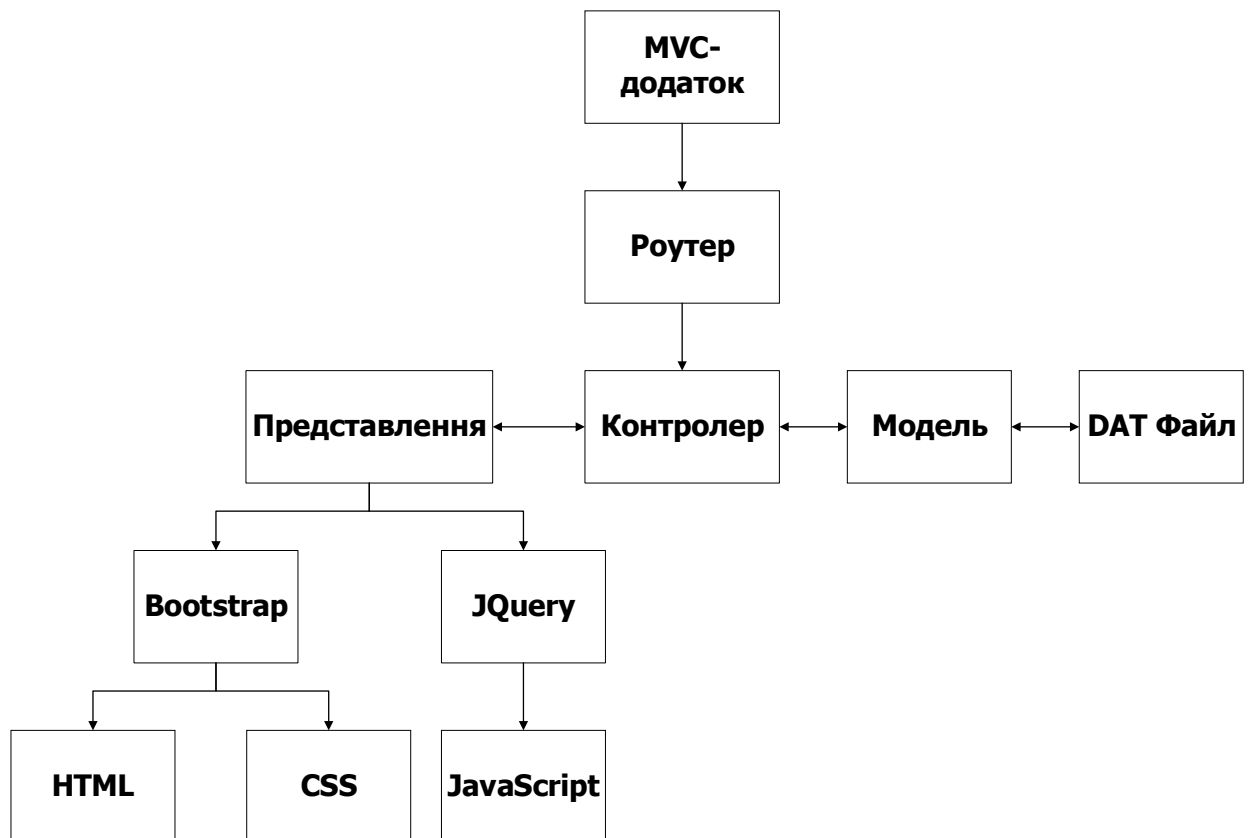 MVC-
додаток
Роутер
Представлення
Контролер
Модель
DAT Файл
Bootstrap
JQuery
HTML
CSS
JavaScript